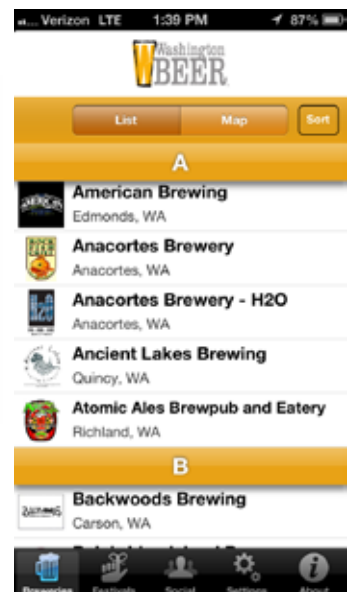 Verizon LTE 1:39 PM 87%
Washington
BEER
List Map Sort
A
American Brewing
Edmonds, WA
Anacortes Brewery
Anacortes, WA
Anacortes Brewery - H2O
Anacortes, WA
Ancient Lakes Brewing
Quincy, WA
Atomic Ales Brewpub and Eatery
Richland, WA
B
Backwoods Brewing
Carson, WA
Breweries Festivals Social Settings About